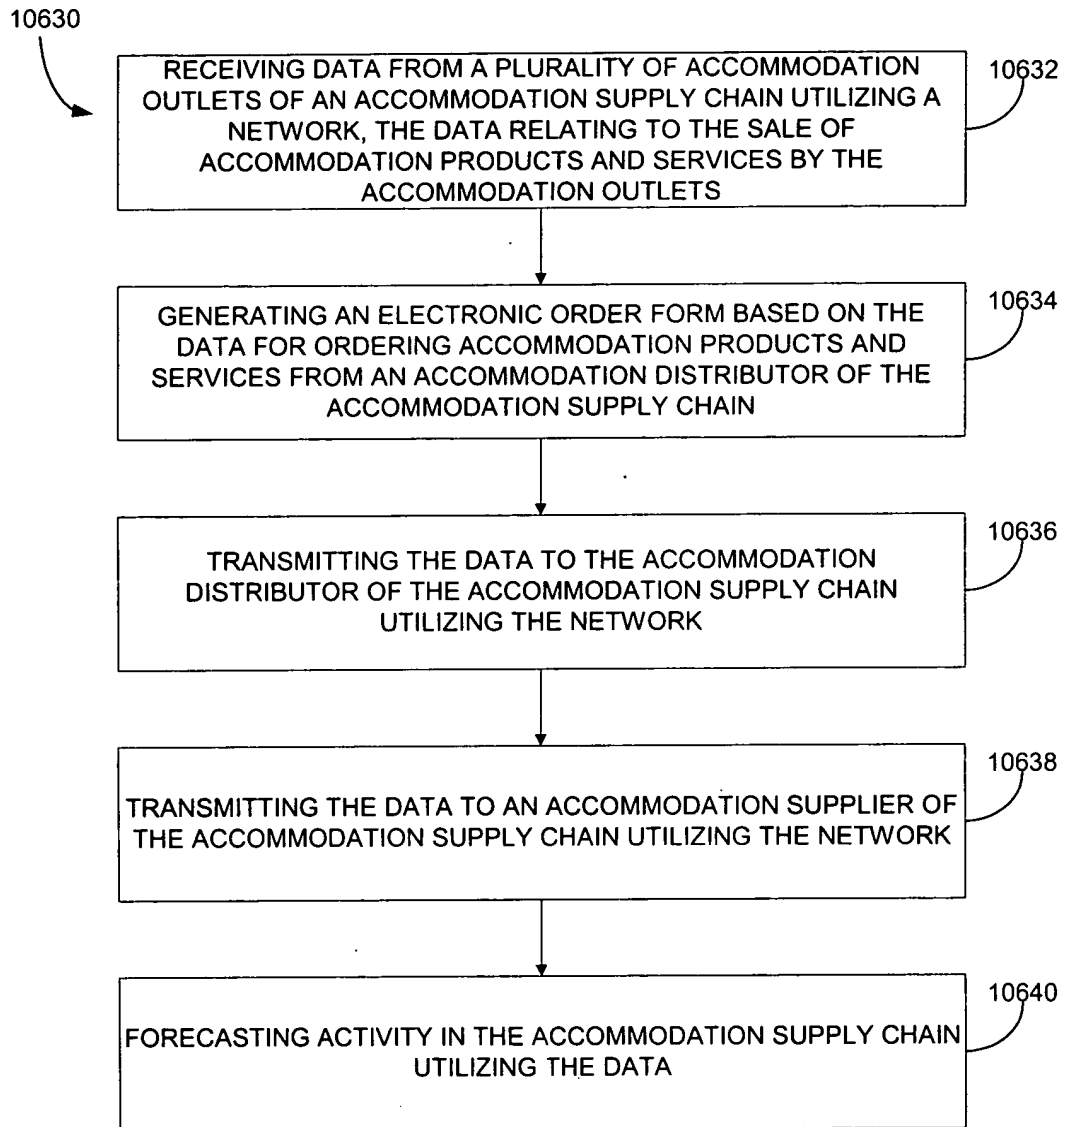 10630
RECEIVING DATA FROM A PLURALITY OF ACCOMMODATION
OUTLETS OF AN ACCOMMODATION SUPPLY CHAIN UTILIZING A
NETWORK, THE DATA RELATING TO THE SALE OF
ACCOMMODATION PRODUCTS AND SERVICES BY THE
ACCOMMODATION OUTLETS
10632
GENERATING AN ELECTRONIC ORDER FORM BASED ON THE
DATA FOR ORDERING ACCOMMODATION PRODUCTS AND
SERVICES FROM AN ACCOMMODATION DISTRIBUTOR OF THE
ACCOMMODATION SUPPLY CHAIN
10634
TRANSMITTING THE DATA TO THE ACCOMMODATION
DISTRIBUTOR OF THE ACCOMMODATION SUPPLY CHAIN
UTILIZING THE NETWORK
10636
TRANSMITTING THE DATA TO AN ACCOMMODATION SUPPLIER OF
THE ACCOMMODATION SUPPLY CHAIN UTILIZING THE NETWORK
10638
FORECASTING ACTIVITY IN THE ACCOMMODATION SUPPLY CHAIN
UTILIZING THE DATA
10640